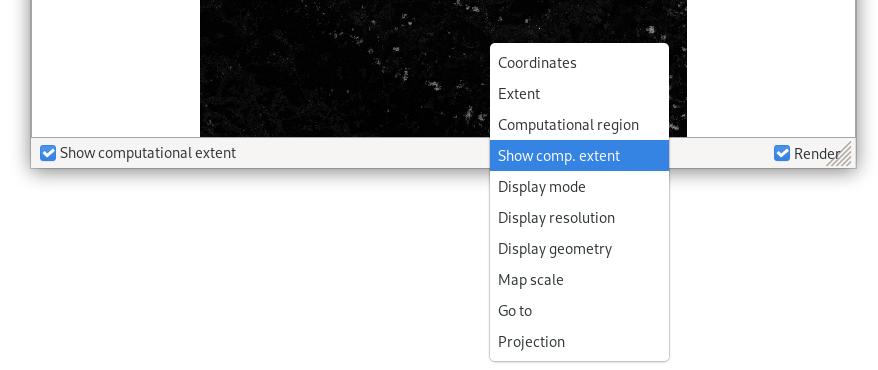 Coordinates
Extent
Computational region
Show computational extent
Show comp. extent
Render
Display mode
Display resolution
Display geometry
Map scale
Go to
Projection